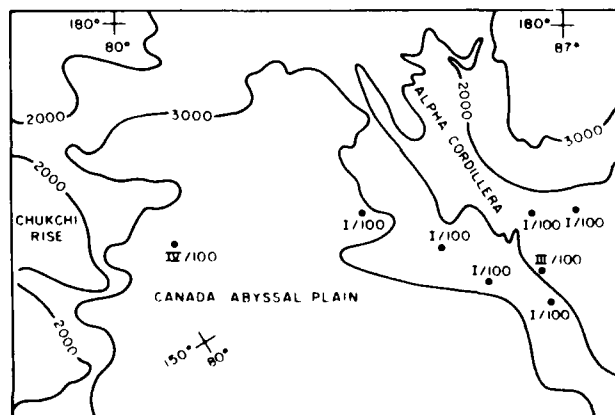 180°
80°
180°
87°
2000
3000
2000
3000
ALPHA CORDILLERA
2000
CHUKCHI
RISE
I/100
I/100
I/100
IV/100
I/100
III/100
I/100
I/100
CANADA ABYSSAL PLAIN
2000
150°
80°